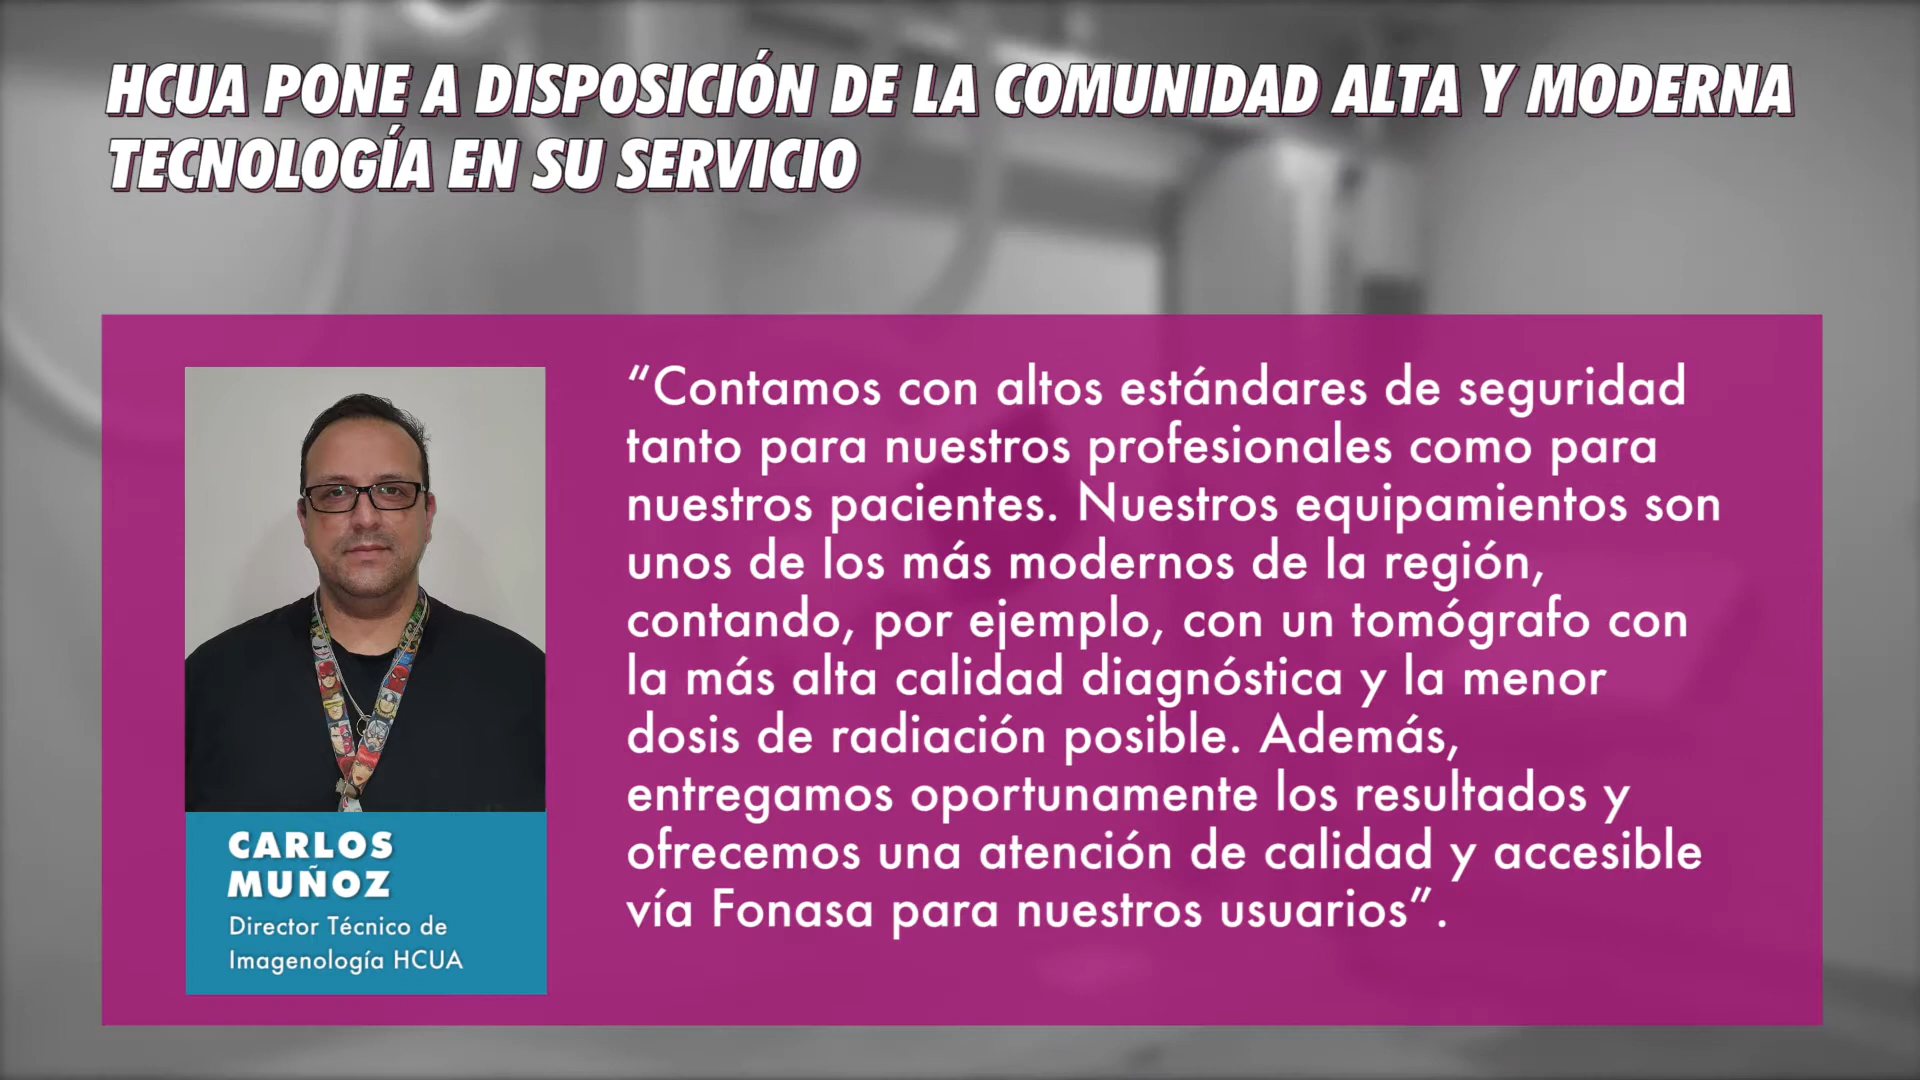 HCUA PONE A DISPOSICIÓN DE LA COMUNIDAD ALTA Y MODERNA
TECNOLOGÍA EN SU SERVICIO
“Contamos con altos estándares de seguridad
tanto para nuestros profesionales como para
nuestros pacientes. Nuestros equipamientos son
unos de los más modernos de la región,
contando, por ejemplo, con un tomógrafo con
la más alta calidad diagnóstica y la menor
dosis de radiación posible. Además,
entregamos oportunamente los resultados y
ofrecemos una atención de calidad y accesible
vía Fonasa para nuestros usuarios”.
CARLOS
MUÑOZ
Director Técnico de
Imagenología HCUA